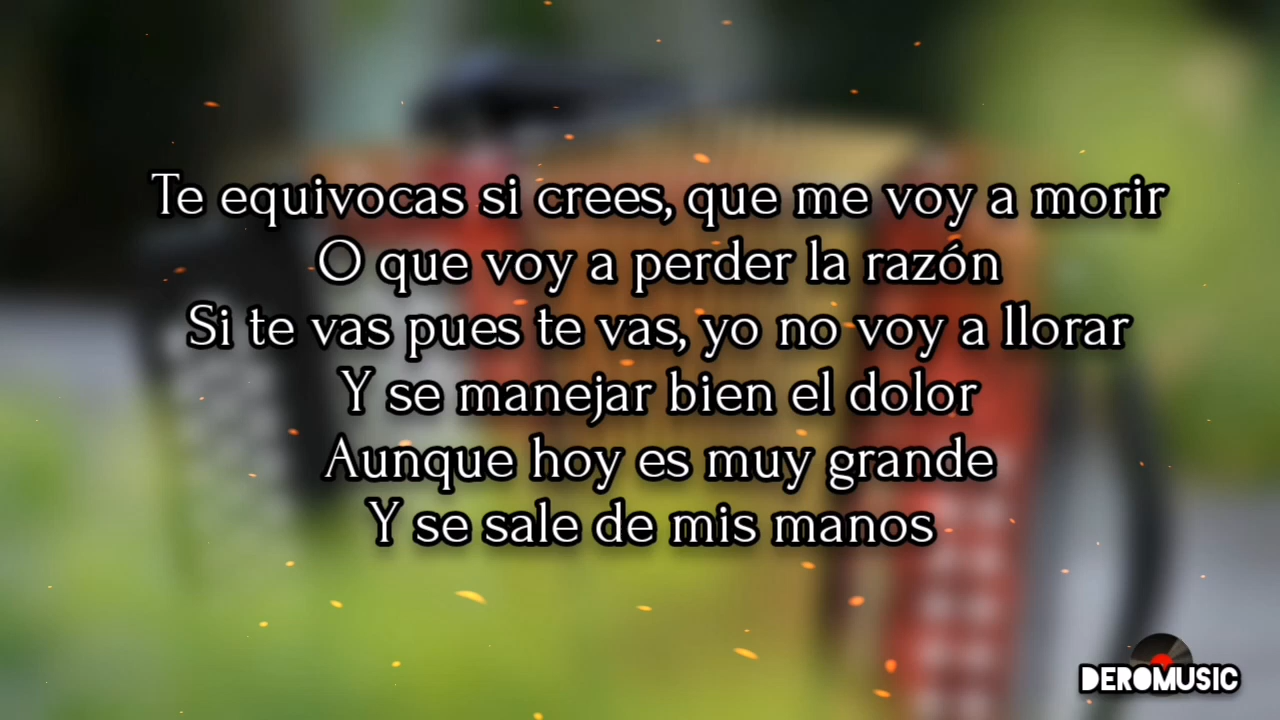 Te equivocas si crees, que me voy a morir
O que voy a perder la razón
Si te vas pues te vas, yo no voy a llorar
Y se manejar bien el dolor
Aunque hoy es muy grande
Y se sale de mis manos
DEROMUSIC